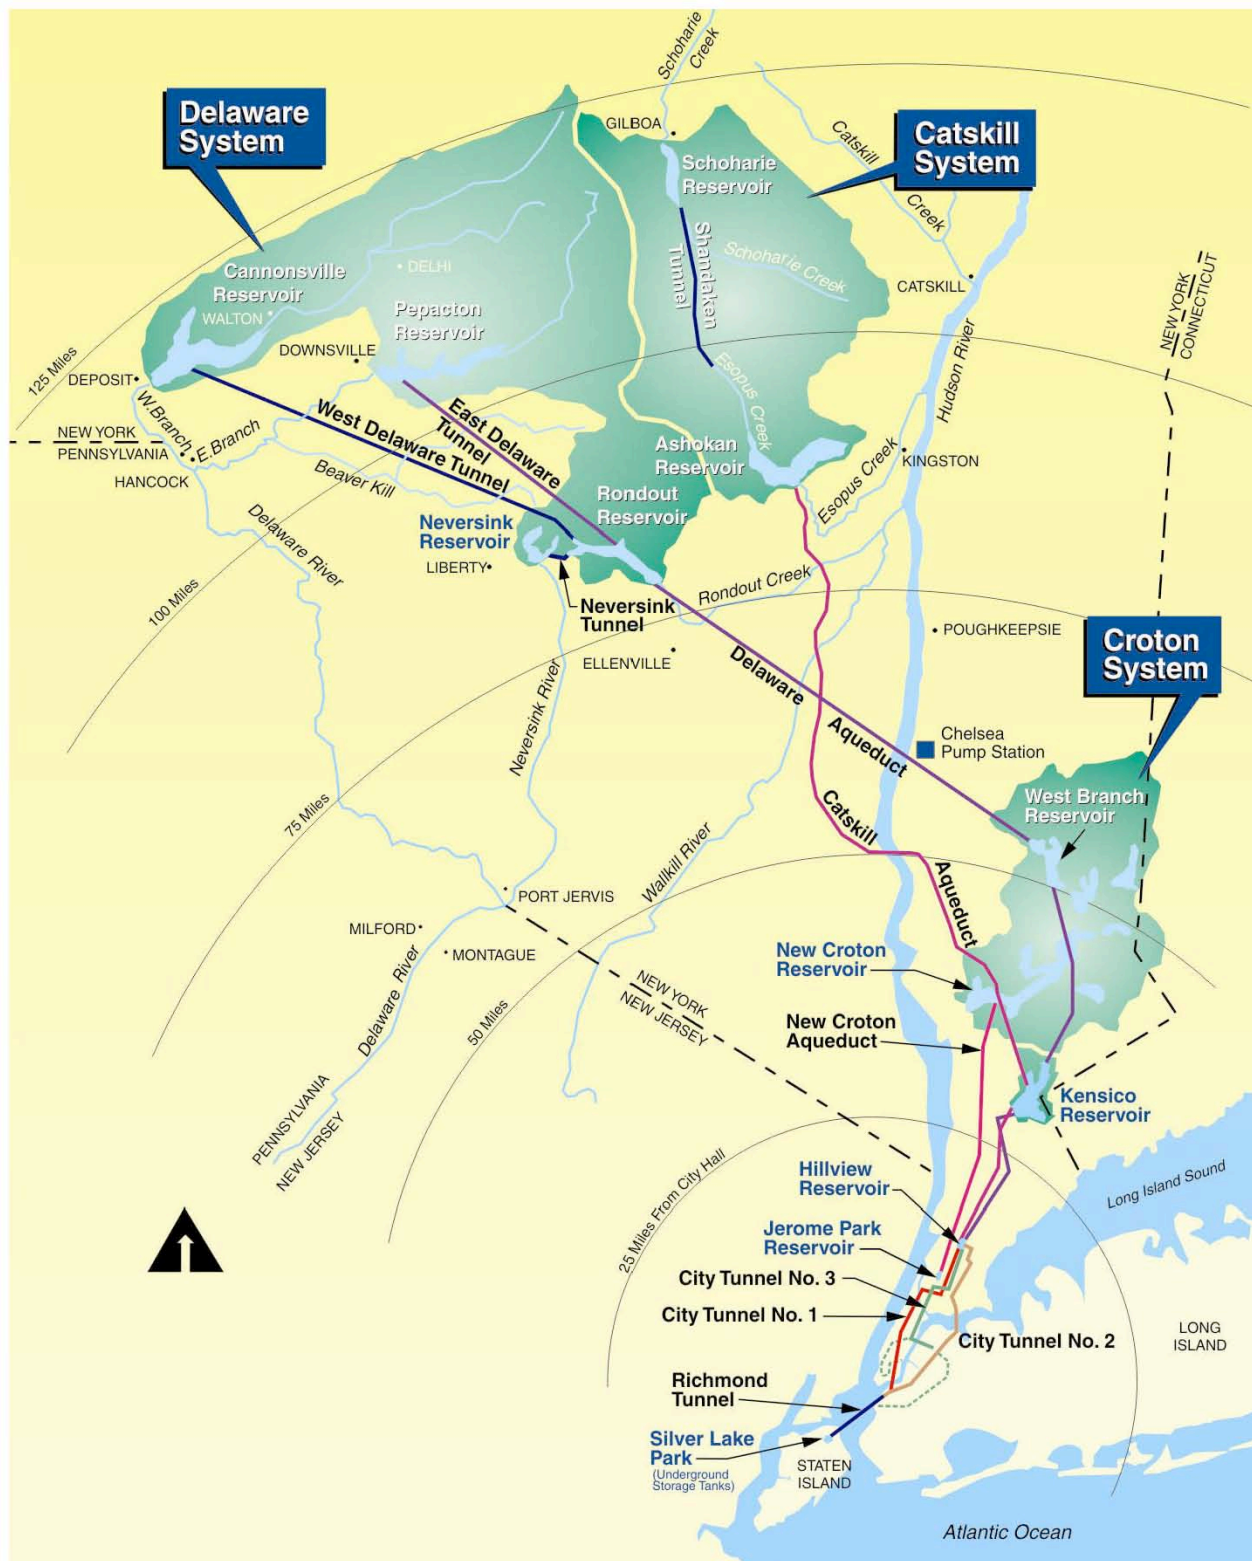 Schoharie
Creek
Delaware
System
GILBOA
Catskill
Creek
Catskill
System
Schoharie
Reservoir
Shandaken
Tunnel
Schoharie Creek
Cannonsville
Reservoir
DELHI
WALTON
Pepacton
Reservoir
CATSKILL
NEW YORK
CONNECTICUT
125 Miles
DOWNSVILLE
DEPOSIT
W.Branch
E.Branch
NEW YORK
PENNSYLVANIA
HANCOCK
West Delaware Tunnel
East Delaware
Tunnel
Esopus Creek
Hudson River
Ashokan
Reservoir
KINGSTON
Esopus Creek
Beaver Kill
Rondout
Reservoir
Neversink
Reservoir
Delaware River
LIBERTY
100 Miles
Neversink
Tunnel
Rondout Creek
POUGHKEEPSIE
ELLENVILLE
Croton
System
Delaware
Aqueduct
Chelsea
Pump Station
Neversink River
75 Miles
Catskill
Aqueduct
West Branch
Reservoir
Wallkill River
PORT JERVIS
MILFORD
MONTAGUE
Delaware River
New Croton
Reservoir
NEW YORK
NEW JERSEY
50 Miles
New Croton
Aqueduct
PENNSYLVANIA
NEW JERSEY
Kensico
Reservoir
25 Miles From City Hall
Hillview
Reservoir
Long Island Sound
Jerome Park
Reservoir
City Tunnel No. 3
City Tunnel No. 1
City Tunnel No. 2
LONG
ISLAND
Richmond
Tunnel
Silver Lake
Park
(Underground
Storage Tanks)
STATEN
ISLAND
Atlantic Ocean